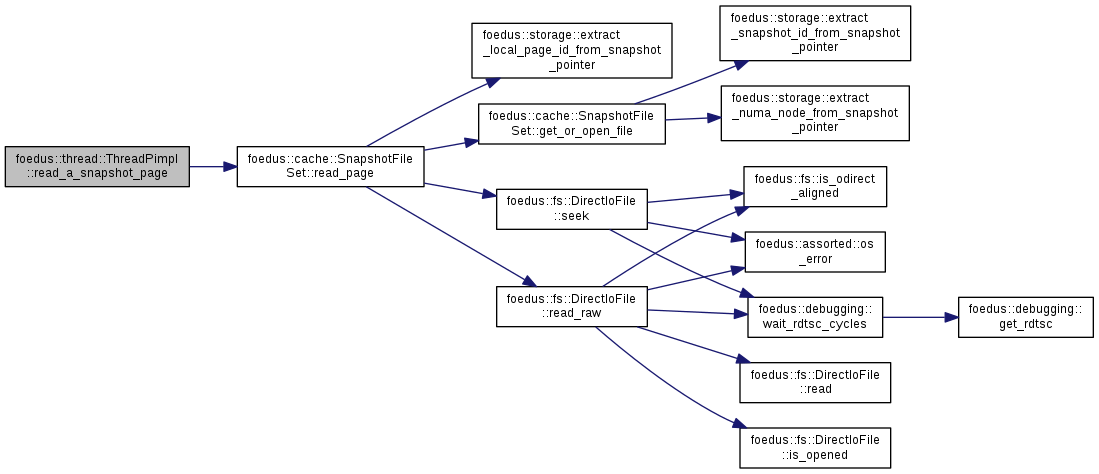 foedus::thread::ThreadPimpl
::read_a_snapshot_page
foedus::cache::SnapshotFile
Set::read_page
foedus::storage::extract
_local_page_id_from_snapshot
_pointer
foedus::cache::SnapshotFile
Set::get_or_open_file
foedus::fs::DirectIoFile
::seek
foedus::fs::DirectIoFile
::read_raw
foedus::storage::extract
_snapshot_id_from_snapshot
_pointer
foedus::storage::extract
_numa_node_from_snapshot
_pointer
foedus::fs::is_odirect
_aligned
foedus::assorted::os
_error
foedus::debugging::
wait_rdtsc_cycles
foedus::fs::DirectIoFile
::read
foedus::fs::DirectIoFile
::is_opened
foedus::debugging::
get_rdtsc